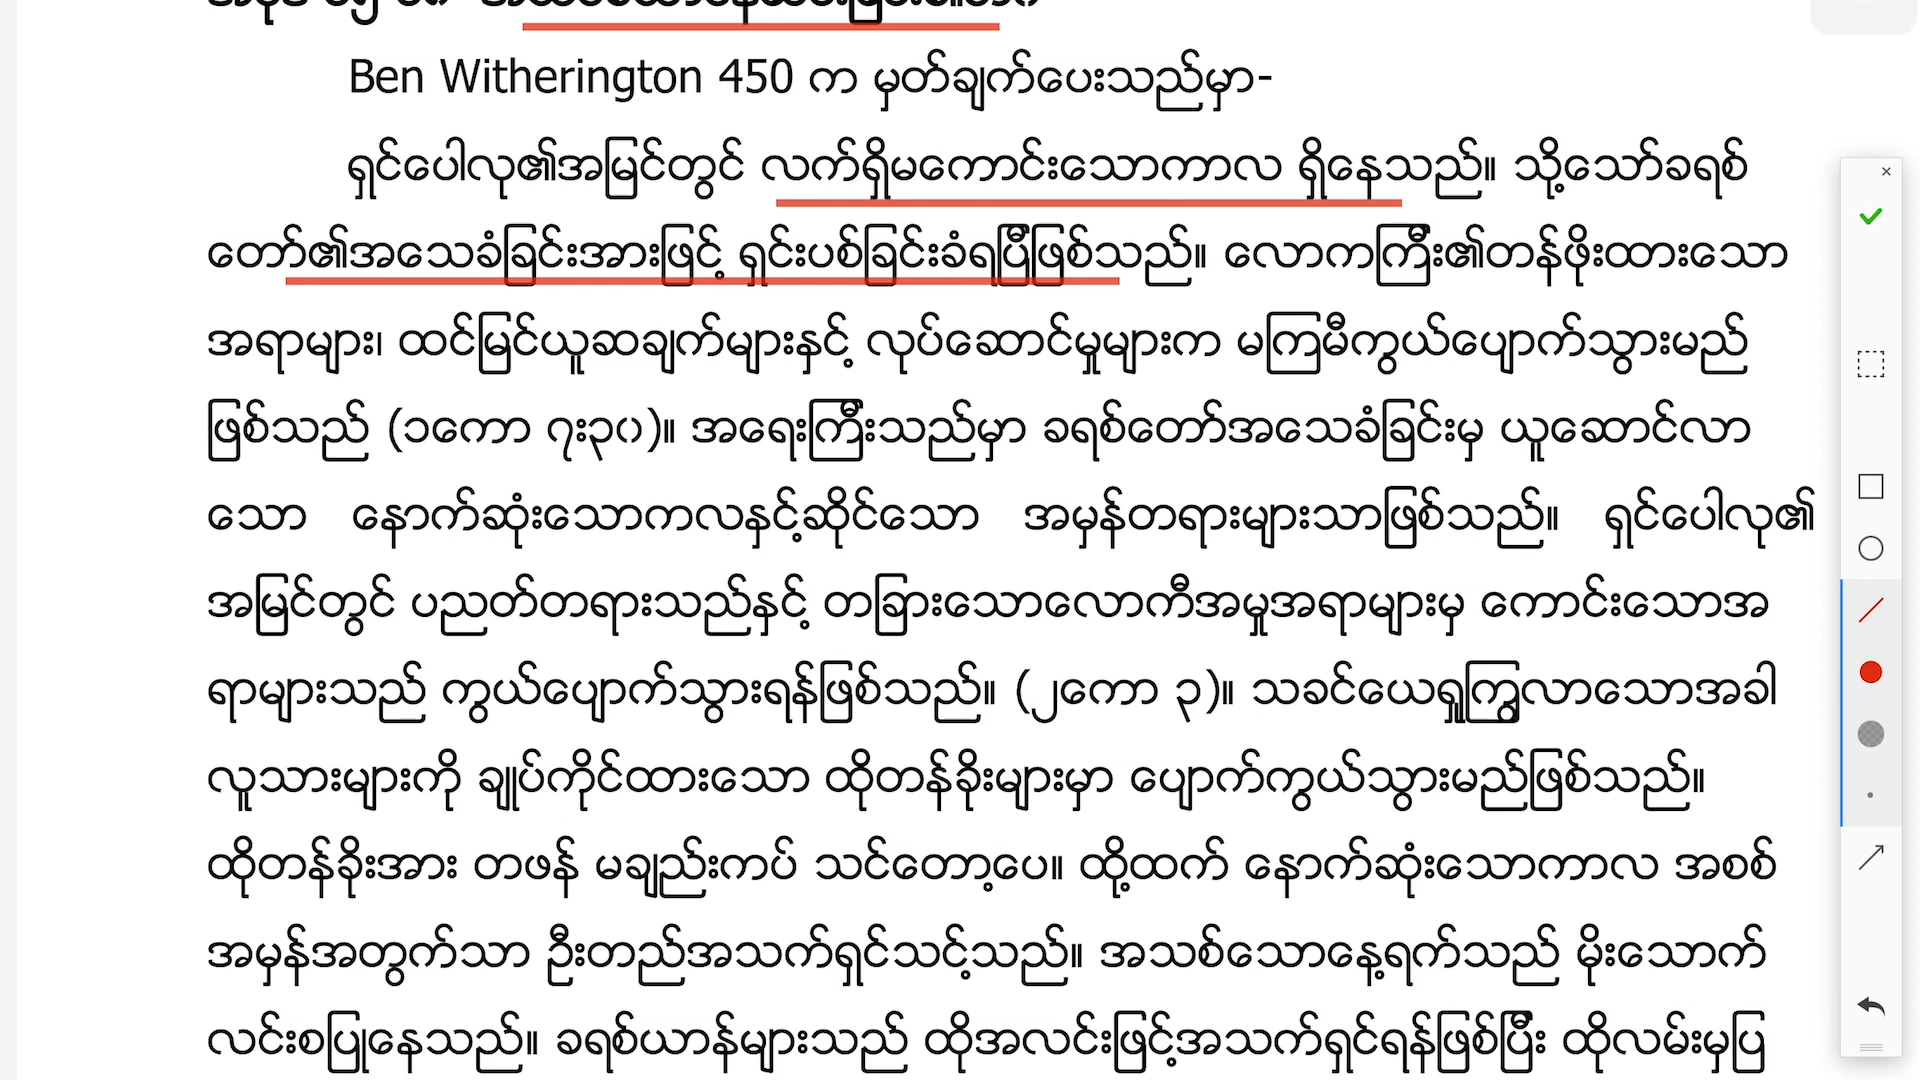 Ben Witherington 450 က မှတ်ချက်ပေးသည်မှာ-
ရှင်ပေါလု၏အမြင်တွင် လက်ရှိမကောင်းသောကာလ ရှိနေသည်။ သို့သော်ခရစ်
တော်၏အသေခံခြင်းအားဖြင့် ရှင်းပစ်ခြင်းခံရပြီဖြစ်သည်။ လောကကြီး၏တန်ဖိုးထားသော
အရာများ၊ ထင်မြင်ယူဆချက်များနှင့် လုပ်ဆောင်မှုများက မကြမီကွယ်ပျောက်သွားမည်
ဖြစ်သည် (၁ကော ၇း၃၀)။ အရေးကြီးသည်မှာ ခရစ်တော်အသေခံခြင်းမှ ယူဆောင်လာ
သော နောက်ဆုံးသောကလနှင့်ဆိုင်သော အမှန်တရားများသာဖြစ်သည်။ ရှင်ပေါလု၏
အမြင်တွင် ပညတ်တရားသည်နှင့် တခြားသောလောကီအမှုအရာများမှ ကောင်းသောအ
ရာများသည် ကွယ်ပျောက်သွားရန်ဖြစ်သည်။ (၂ကော ၃)။ သခင်ယေရှုကြွလာသောအခါ
လူသားများကို ချုပ်ကိုင်ထားသော ထိုတန်ခိုးများမှာ ပျောက်ကွယ်သွားမည်ဖြစ်သည်။
ထိုတန်ခိုးအား တဖန် မချည်းကပ် သင်တော့ပေ။ ထို့ထက် နောက်ဆုံးသောကာလ အစစ်
အမှန်အတွက်သာ ဦးတည်အသက်ရှင်သင့်သည်။ အသစ်သောနေ့ရက်သည် မိုးသောက်
လင်းစပြုနေသည်။ ခရစ်ယာန်များသည် ထိုအလင်းဖြင့်အသက်ရှင်ရန်ဖြစ်ပြီး ထိုလမ်းမှပြ